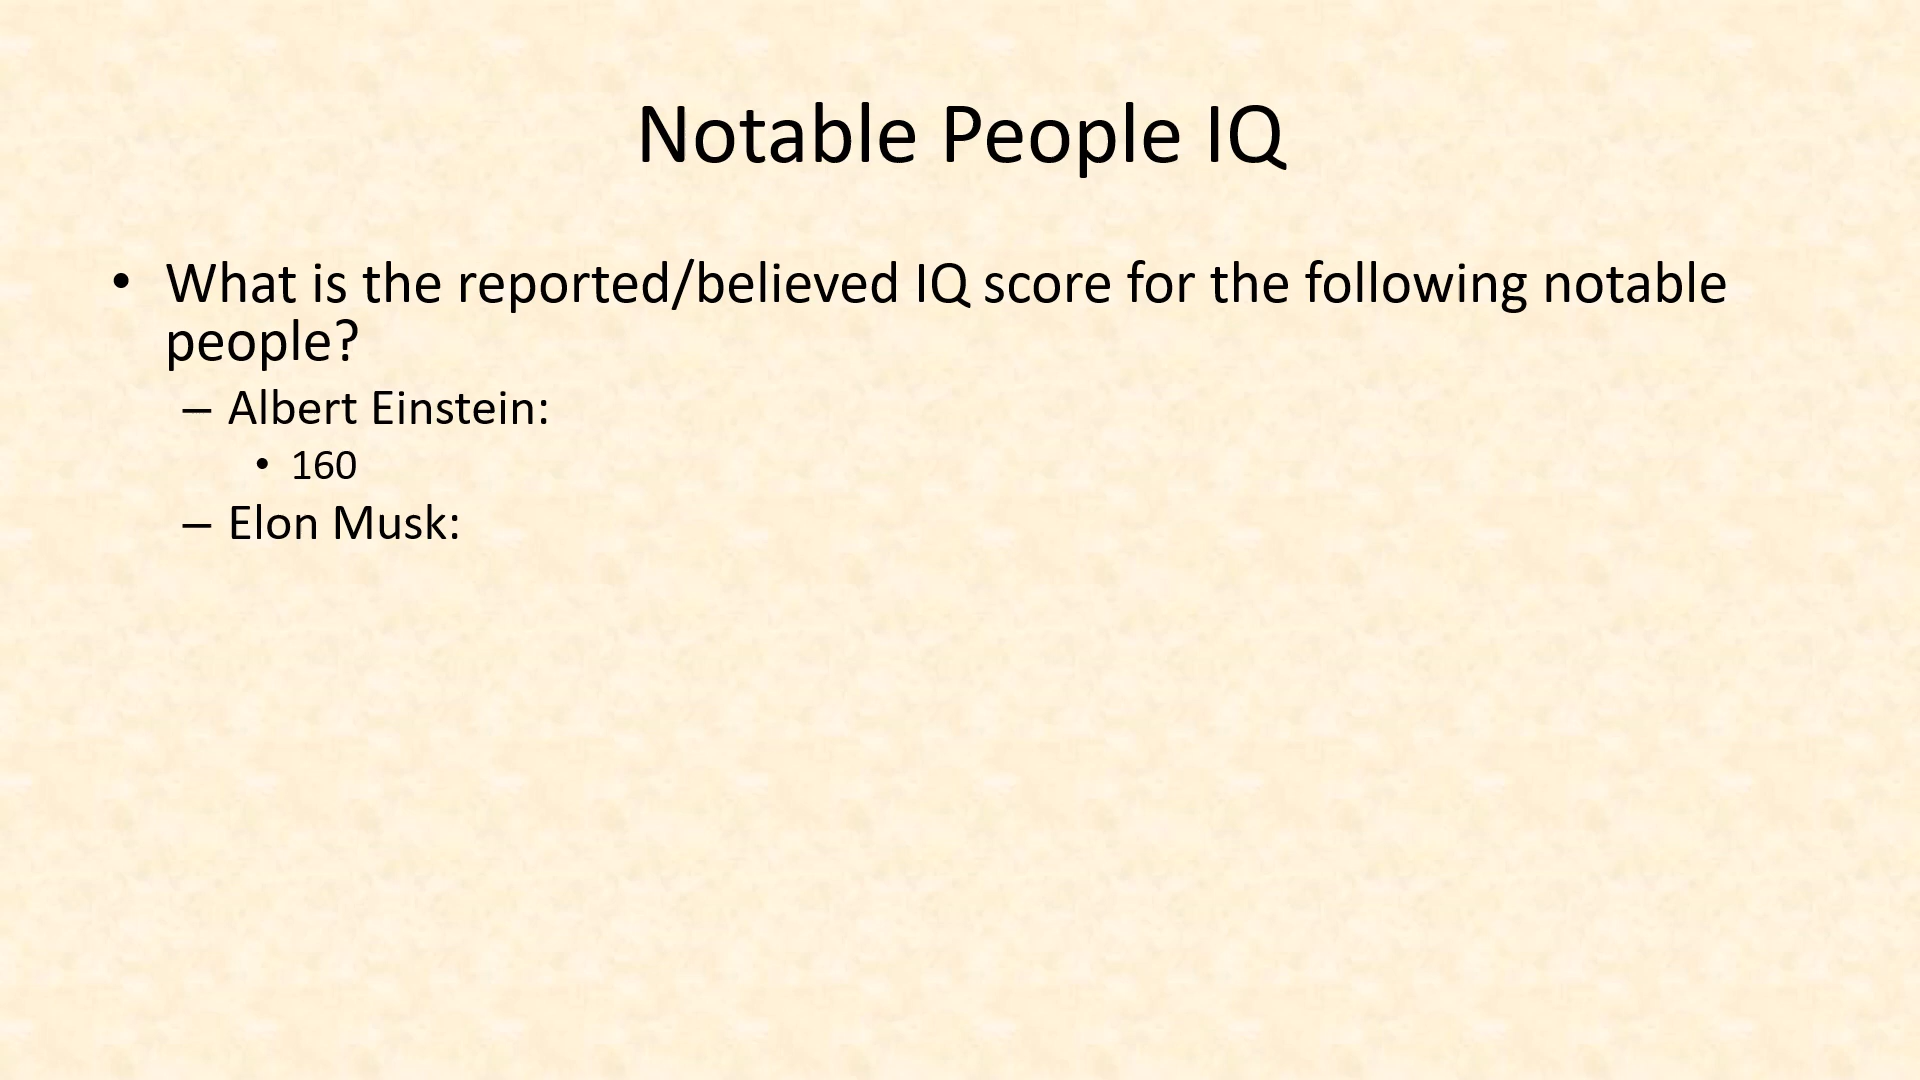 Notable People IQ
• What is the reported/believed IQ score for the following notable
people?
– Albert Einstein:
• 160
– Elon Musk: